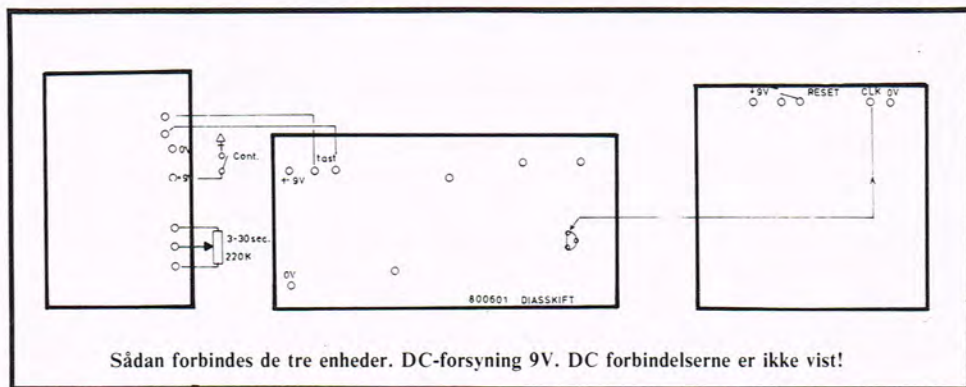 +9V RESET CLK 0V
0V
Cont.
+9V
tast
+9V
3-30sec.
220K
0V
800601 DIASSKIFT
Sådan forbindes de tre enheder. DC-forsyning 9V. DC forbindelserne er ikke vist!